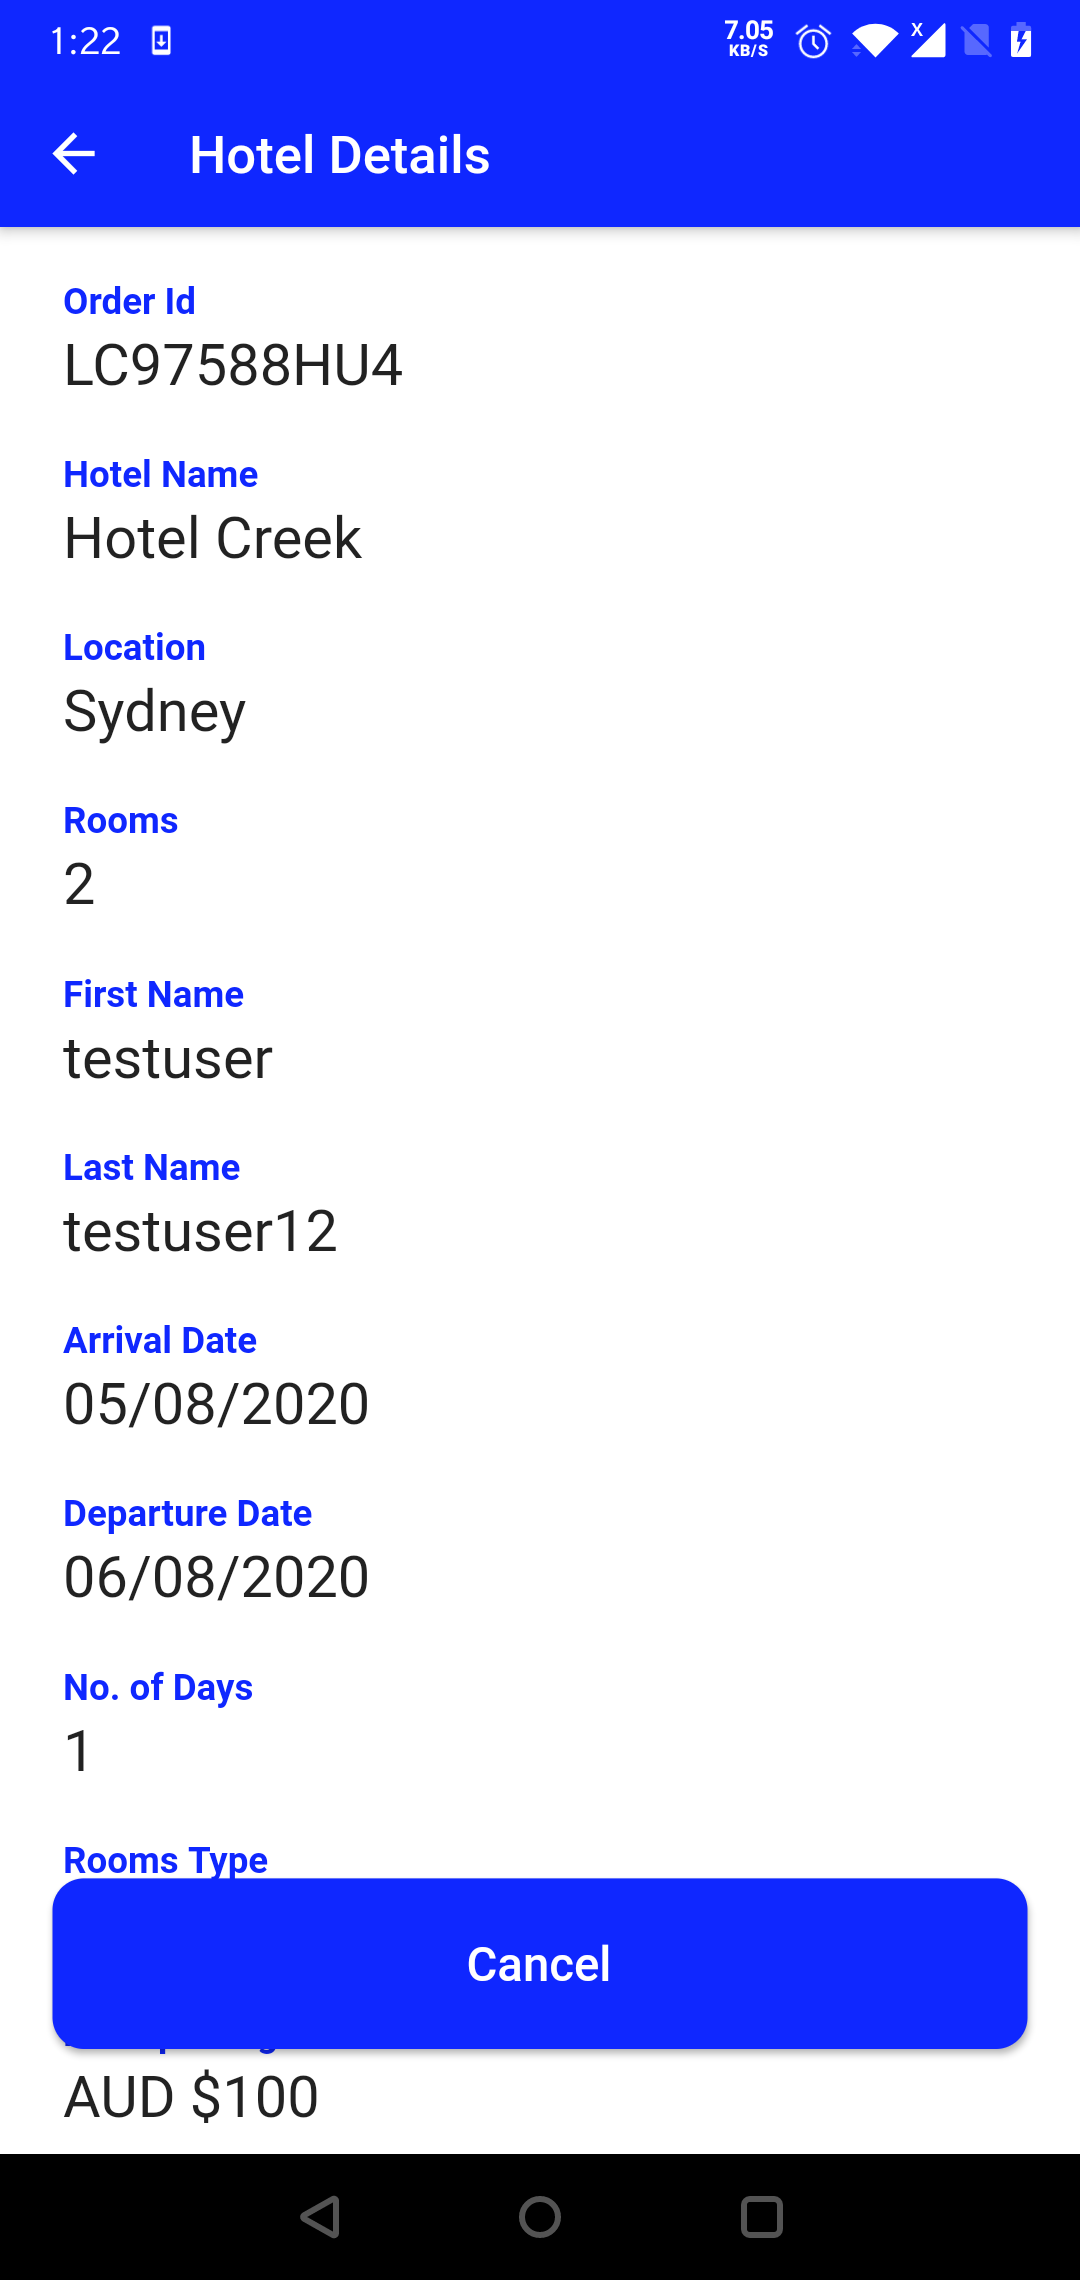 1:22
7.05
KB/S
X
Hotel Details
Order Id
LC97588HU4
Hotel Name
Hotel Creek
Location
Sydney
Rooms
2
First Name
testuser
Last Name
testuser12
Arrival Date
05/08/2020
Departure Date
06/08/2020
No. of Days
1
Rooms Type
Cancel
AUD $100